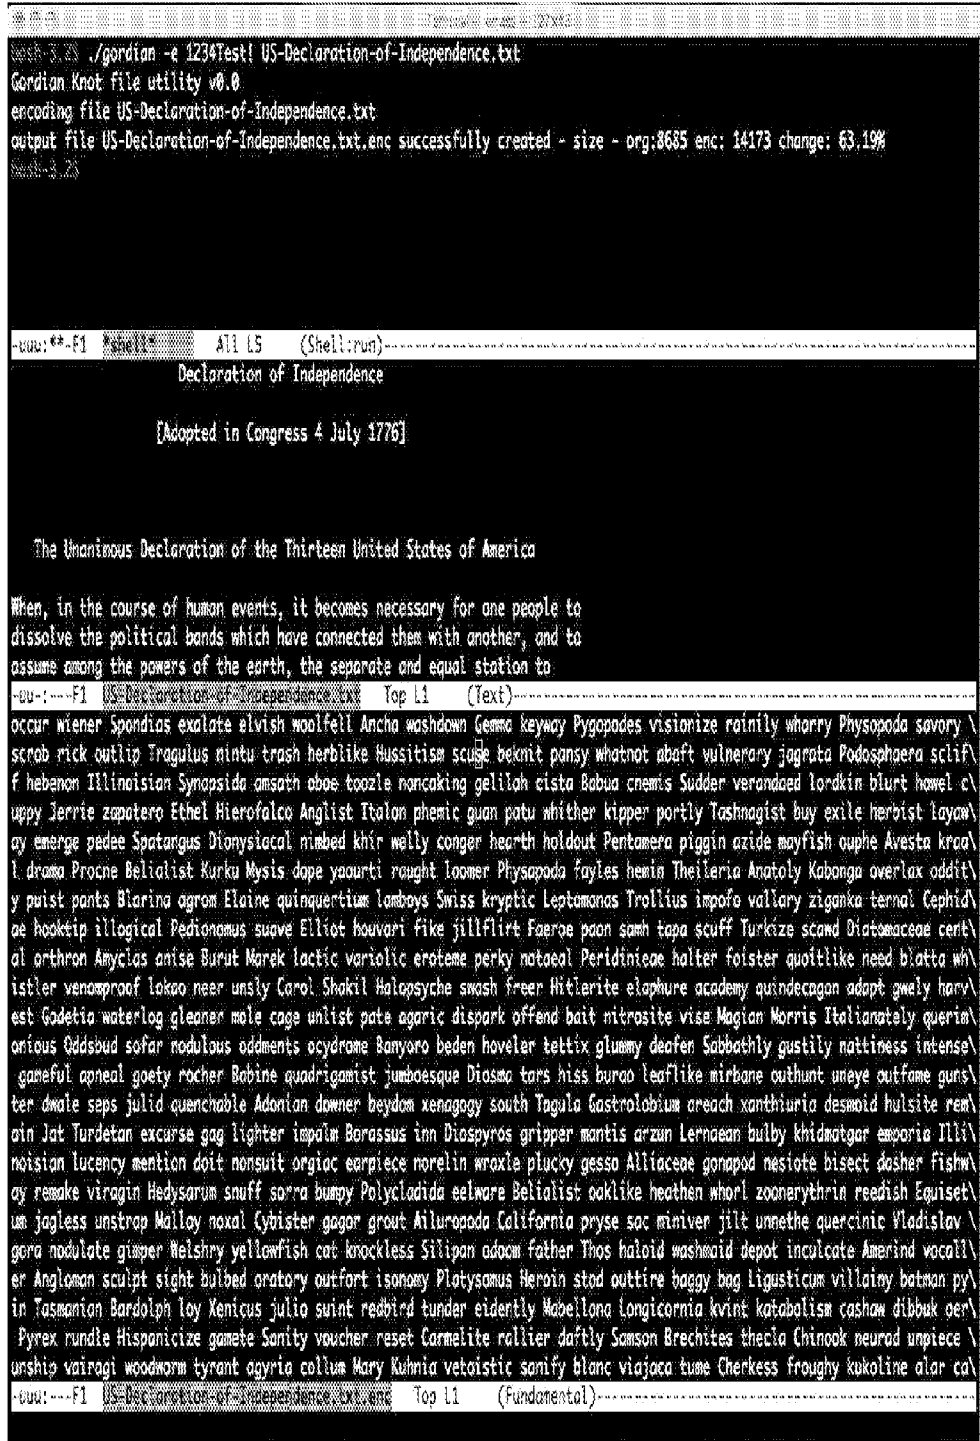 Terminal — emacs — 127x43
bash-3.2$ ./gordian -e 1234Test! US-Declaration-of-Independence.txt
Gordian Knot file utility v0.0
encoding file US-Declaration-of-Independence.txt
output file US-Declaration-of-Independence.txt.enc successfully created - size - org:8685 enc: 14173 change: 63.19%
bash-3.2$
-uuu:**-F1 *shell* All L5 (Shell:run)
Declaration of Independence
[Adopted in Congress 4 July 1776]
The Unanimous Declaration of the Thirteen United States of America
When, in the course of human events, it becomes necessary for one people to
dissolve the political bands which have connected them with another, and to
assume among the powers of the earth, the separate and equal station to
-uu-:---F1 US-Declaration-of-Independence.txt Top L1 (Text)
occur wiener Spondias exalate elvish woolfell Ancha washdown Gemma keyway Pygopodes visionize rainily wharry Physopoda savory \
scrob rick outlip Tragulus nintu trash herblike Hussitism scuse beknit pansy whatnot abaft vulnerary jagrata Podosphaera sclif\
f hebenon Illinoisian Synapsida amsath oboe toozle noncaking gelilah cista Babua cnemis Sudder verandaed lordkin blurt howel c\
uppy Jerrie zapatero Ethel Hierofalco Anglist Italon phemic guan patu whither kipper portly Tashnagist buy exile herbist layaw\
ay emerge pedee Spatangus Dionysiacal nimbed khir welly conger hearth holdout Pentamera piggin azide mayfish ouphe Avesta kraa\
l drama Procne Belialist Kurku Mysis dope yaourti raught loomer Physapoda fayles hemin Theileria Anatoly Kabonga overlax oddit\
y puist pants Blarina agrom Elaine quinquertium lamboys Swiss kryptic Leptomonas Trollius impofo vallary ziganka ternal Cephid\
ae hooktip illogical Pedionomus suave Elliot houvari fike jillflirt Faeroe paon samh tapa scuff Turkize scawd Diatomaceae cent\
al arthron Amyclas anise Burut Marek lactic variolic eroteme perky notaeal Peridinieae halter foister quoitlike need blatta wh\
istler venomproof lokao neer unsly Carol Shakil Halopsyche swash freer Hitlerite elaphure academy quindecagon adapt gwely harv\
est Godetia waterlog gleaner mole cage unlist pate agaric dispark offend bait nitrosite vise Magian Morris Italianately querim\
onious Oddsbud sofar nodulous oddments ocydrome Banyoro beden hoveler tettix glummy deafen Sabbathly gustily nattiness intense\
gameful apneal goety rocher Babine quadrigamist jumboesque Diosma tars hiss burao leaflike mirbane outhunt uneye outfame guns\
ter dwale seps julid quenchable Adonian downer beydom xenagogy south Tagula Gastrolobium areach xanthiuria desmoid hulsite rem\
ain Jat Turdetan excurse gag lighter impalm Borassus inn Diospyros gripper mantis arzun Lernaean bulby khidmatgar emporia Illi\
noisian lucency mention doit nonsuit orgiac earpiece norelin wraxle plucky gesso Alliaceae gonapod nesiote bisect dasher fishw\
ay remake viragin Hedysarum snuff sorra bumpy Polycladida eelware Belialist oaklike heathen whorl zoonerythrin reedish Equiset\
um jagless unstrap Malloy noxal Cybister gagor grout Ailuropoda California pryse sac miniver jilt unnethe quercinic Vladislav \
gora nodulate gimper Welshry yellowfish cat knockless Silipan adaom father Thos haloid washmaid depot inculcate Amerind vocall\
er Angloman sculpt sight bulbed oratory outfort isonomy Platysamus Heroin stod outtire baggy bag Ligusticum villainy batman py\
in Tasmanian Bardolph loy Xenicus julio suint redbird tunder eidently Mabellona Longicornia kvint katabolism cashaw dibbuk aer\
Pyrex rundle Hispanicize gamete Sanity voucher reset Carmelite rallier daftly Samson Brechites thecla Chinook neurad unpiece \
unship vairagi woodworm tyrant agyria collum Mary Kuhnia vetoistic sanify blanc viajaca tume Cherkess froughy kukoline alar cal\
-uuu:---F1 US-Declaration-of-Independence.txt.enc Top L1 (Fundamental)